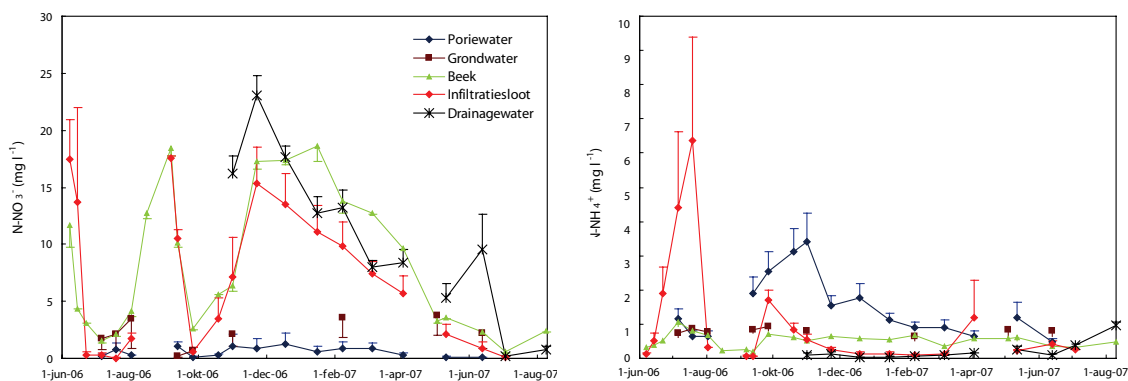 30
25
20
15
10
5
0
N-NO3- (mg l-1)
Poriewater
Grondwater
Beek
Infiltratiesloot
Drainagewater
1-jun-06 1-aug-06 1-okt-06 1-dec-06 1-feb-07 1-apr-07 1-jun-07 1-aug-07
10
9
8
7
6
5
4
3
2
1
0
N-NH4+ (mg l-1)
1-jun-06 1-aug-06 1-okt-06 1-dec-06 1-feb-07 1-apr-07 1-jun-07 1-aug-07